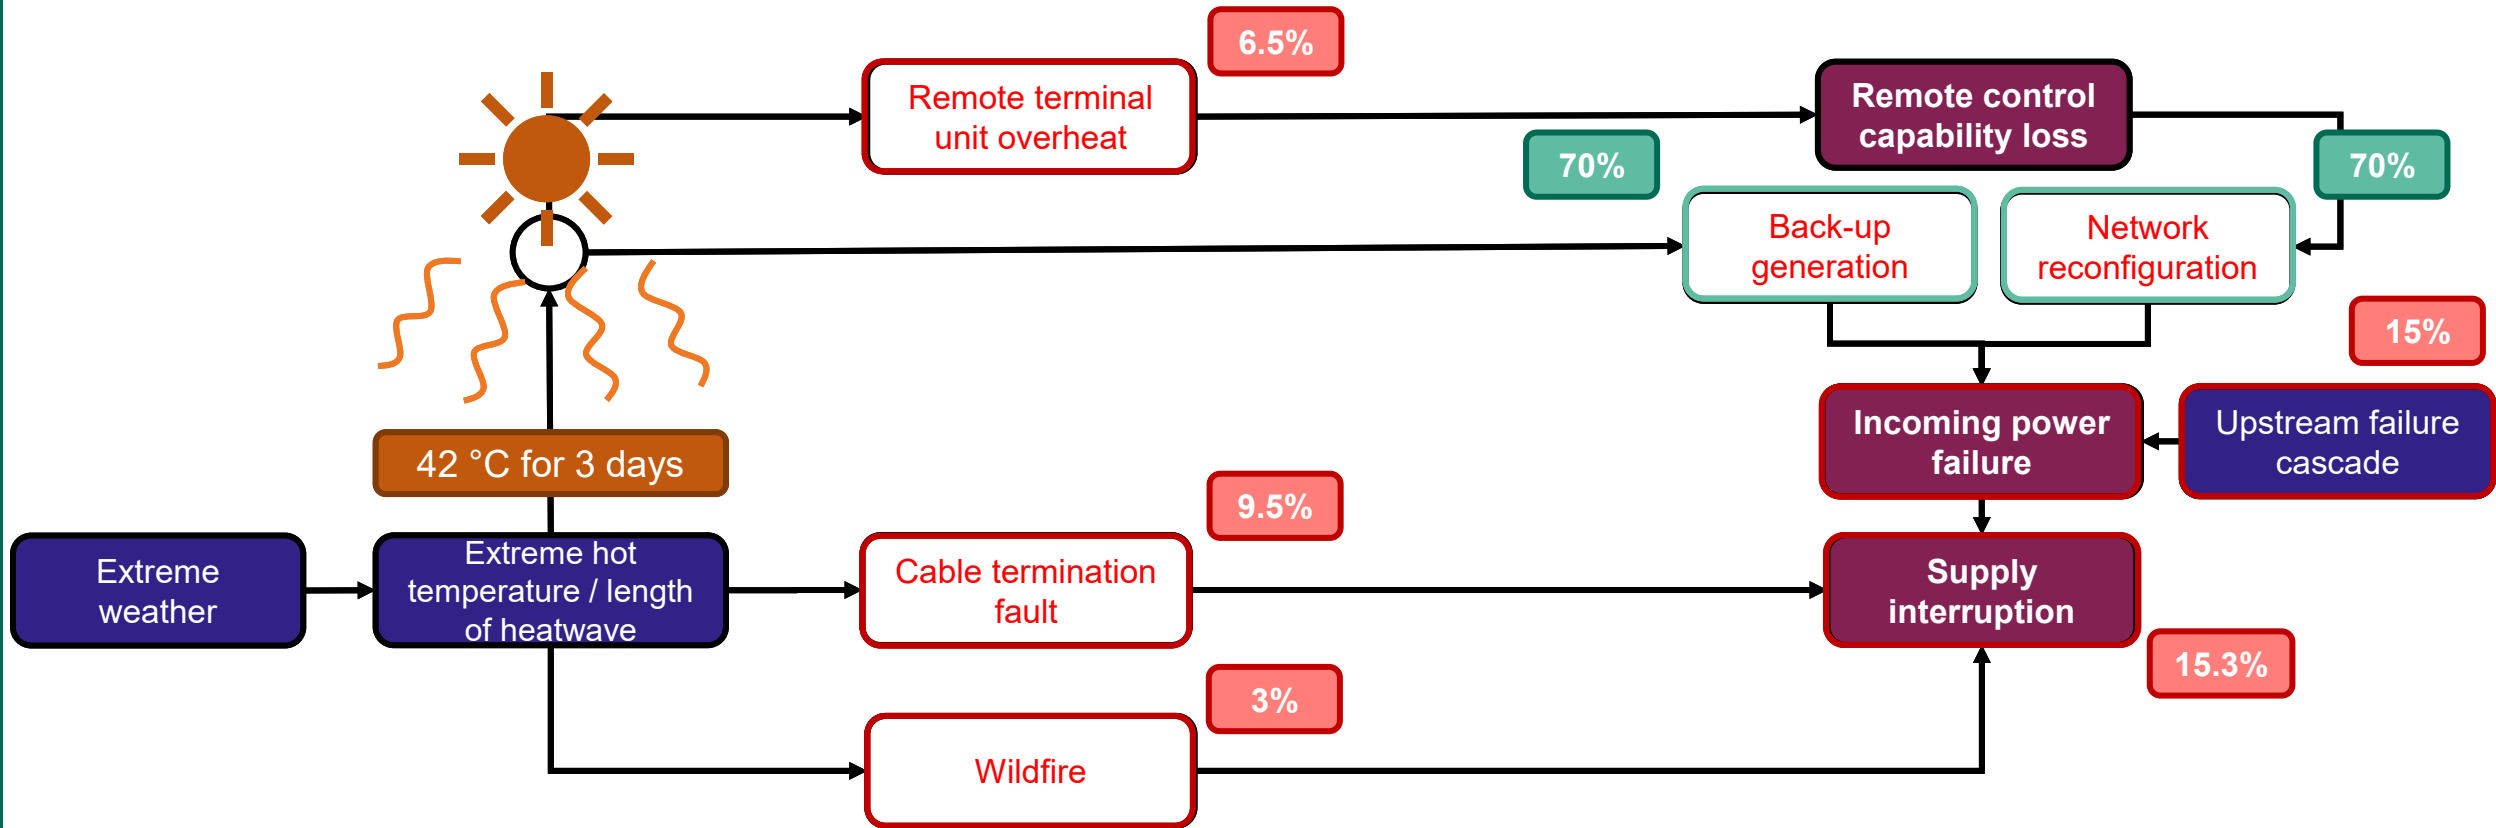 6.5%
Remote terminal
unit overheat
Remote control
capability loss
70%
70%
Back-up
generation
Network
reconfiguration
15%
Incoming power
failure
Upstream failure
cascade
42 °C for 3 days
9.5%
Extreme
weather
Extreme hot
temperature / length
of heatwave
Cable termination
fault
Supply
interruption
15.3%
3%
Wildfire